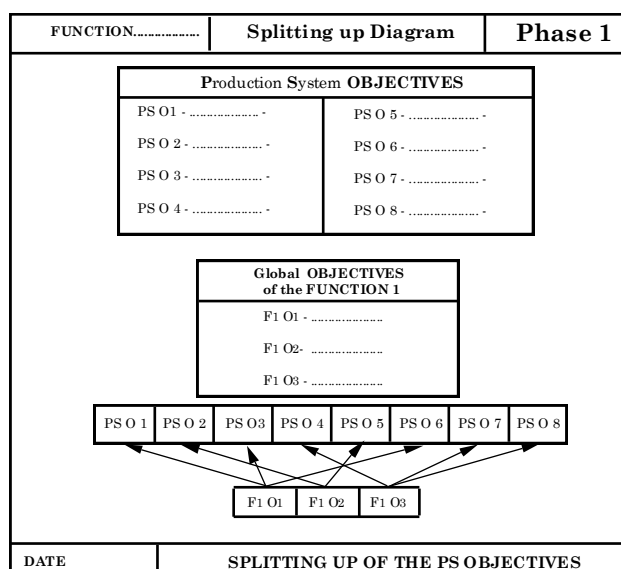 FUNCTION.................. Splitting up Diagram Phase 1
Production System OBJECTIVES
PS O1 - .................... - PS O 5 - .................... -
PS O 2 - .................... - PS O 6 - .................... -
PS O 3 - .................... - PS O 7 - .................... -
PS O 4 - .................... - PS O 8 - .................... -
Global OBJECTIVES
of the FUNCTION 1
F1 O1 - .....................
F1 O2- .....................
F1 O3 - .....................
PS O 1 PS O 2 PS O3 PS O 4 PS O 5 PS O 6 PS O 7 PS O 8
F1 O1 F1 O2 F1 O3
DATE SPLITTING UP OF THE PS OBJECTIVES